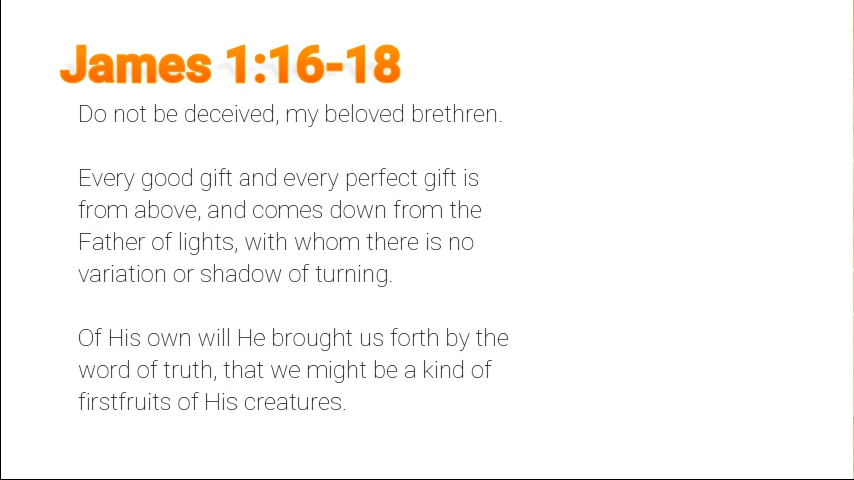 James 1:16-18
Do not be deceived, my beloved brethren.
Every good gift and every perfect gift is
from above, and comes down from the
Father of lights, with whom there is no
variation or shadow of turning.
Of His own will He brought us forth by the
word of truth, that we might be a kind of
firstfruits of His creatures.